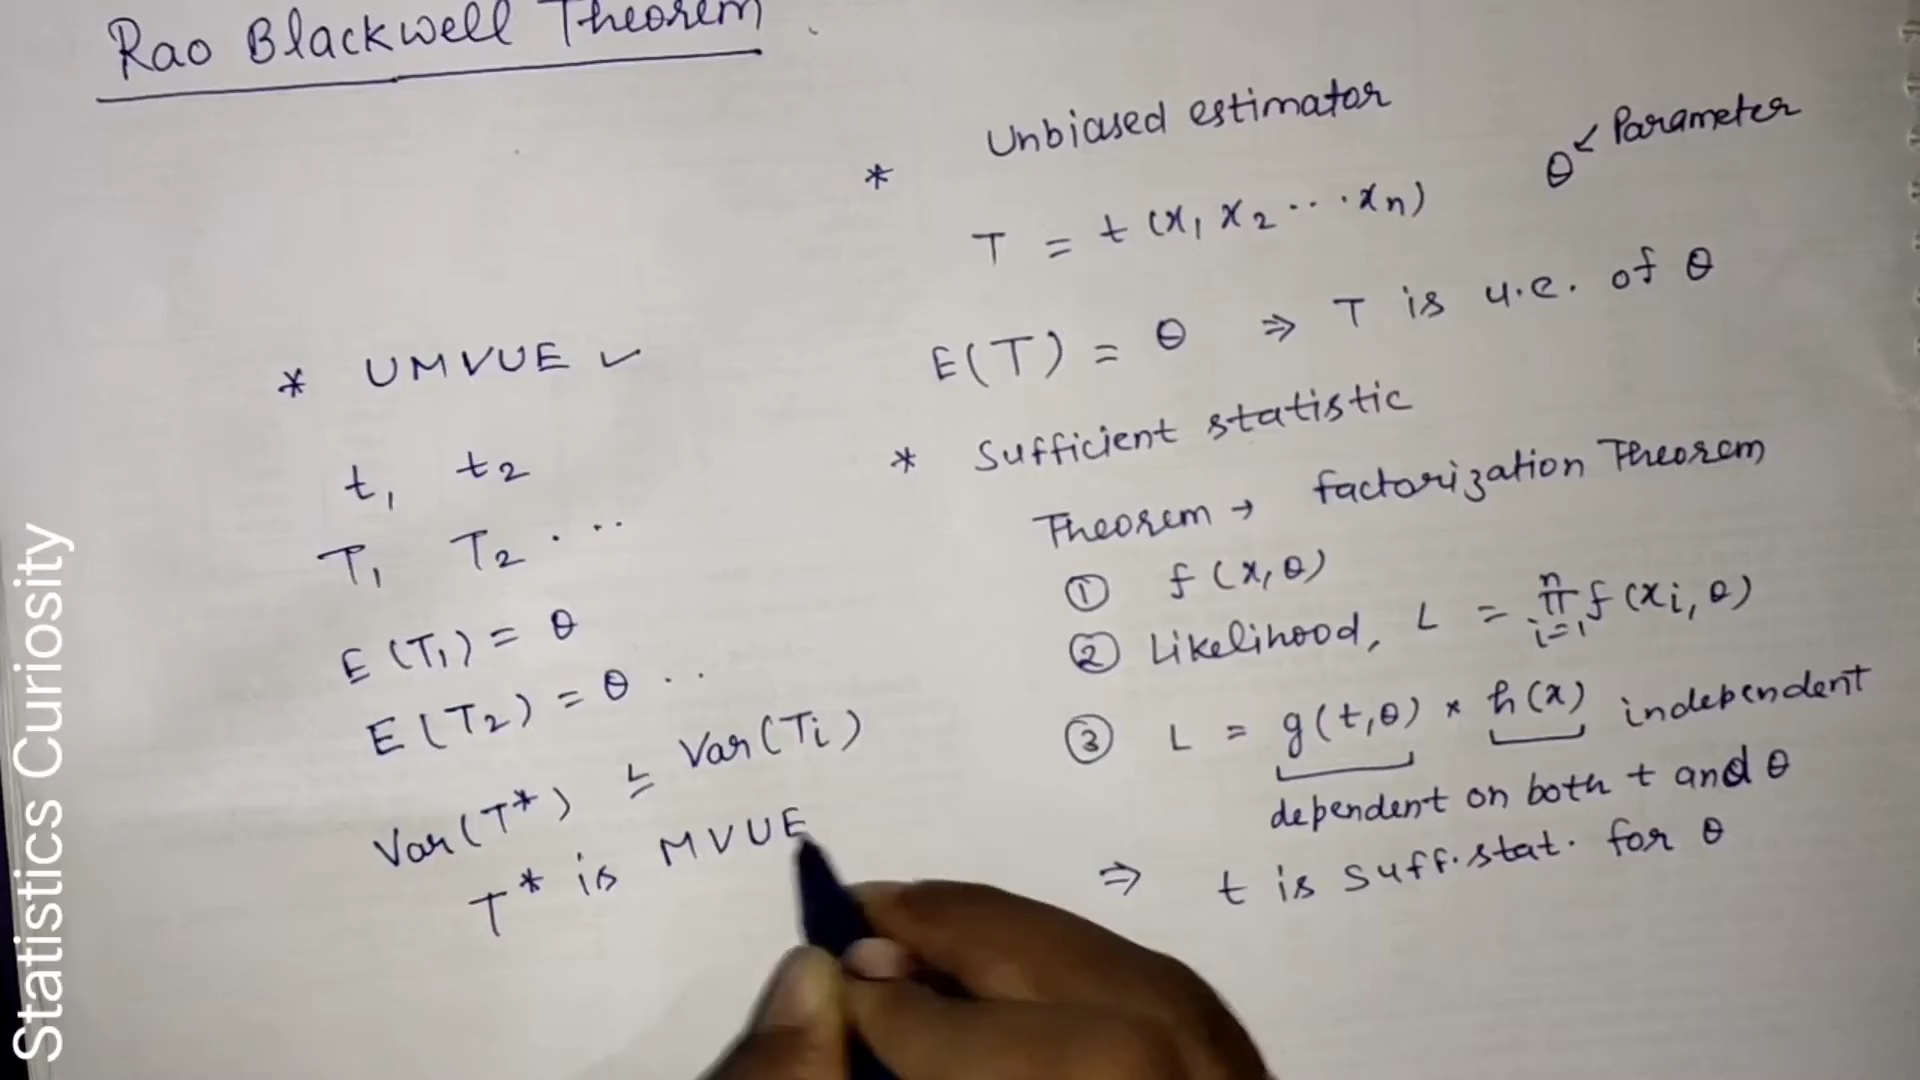 Rao Blackwell Theorem
* Unbiased estimator
θ ↙ Parameter
T = t(x₁ x₂ ... xn)
E(T) = θ ⇒ T is u.e. of θ
* Sufficient statistic
Theorem → factorization Theorem
① f(x,θ)
② Likelihood, L = π f(xi,θ)
n
i=1
③ L = g(t,θ) * h(x) independent
dependent on both t and θ
⇒ t is suff. stat. for θ
* UMVUE ✓
t₁ t₂
T₁ T₂ ...
E(T₁) = θ
E(T₂) = θ ..
Var(T*) ≤ Var(Ti)
T* is MVUE
Statistics Curiosity